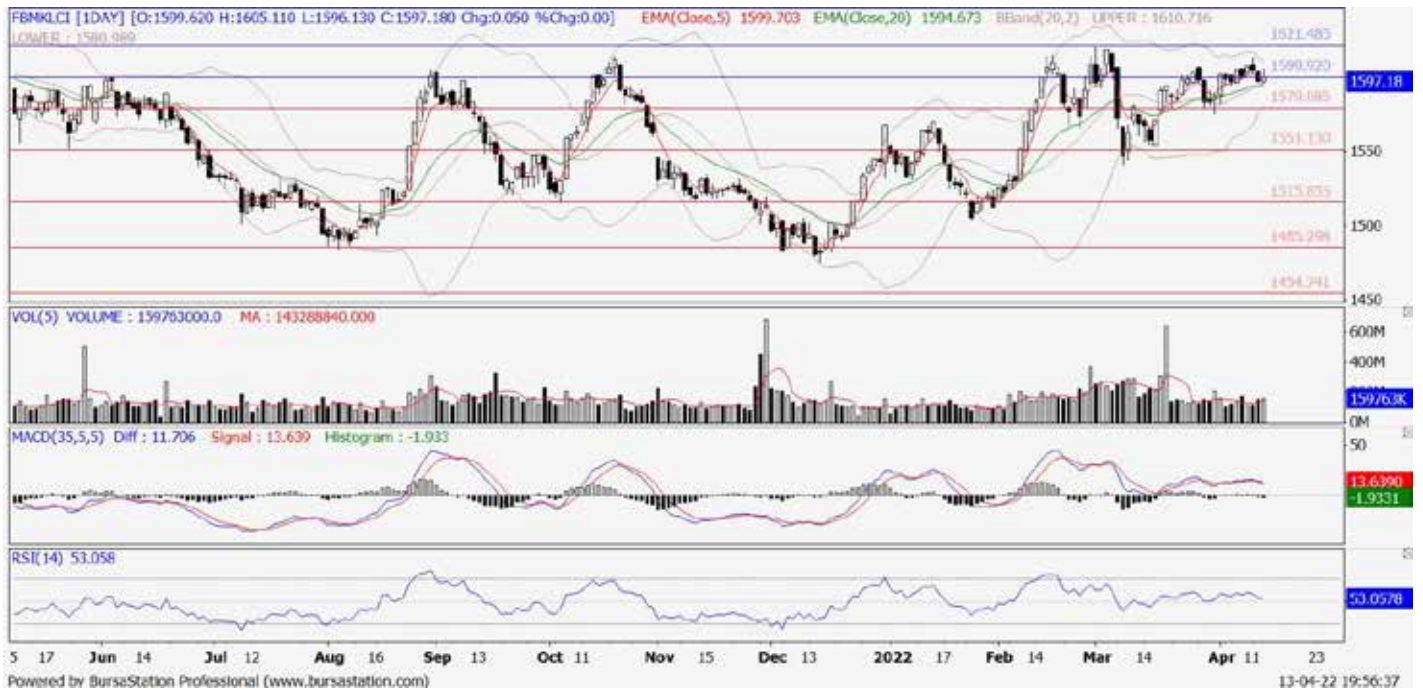 FBMKLCI [1DAY] [O:1599.620 H:1605.110 L:1596.130 C:1597.180 Chg:0.050 %Chg:0.00] EMA(Close,5) 1599.703 EMA(Close,20) 1594.673 BBand(20,2) UPPER : 1610.716
LOWER : 1580.989
1621.485
1599.920
1597.18
1579.685
1551.130
1550
1515.855
1500
1485.298
1454.741
1450
VOL(5) VOLUME : 159763000.0 MA : 143288840.000
600M
400M
159763K
0M
MACD(35,5,5) Diff : 11.706 Signal : 13.639 Histogram : -1.933
50
13.6390
-1.9331
RSI(14) 53.058
53.0578
5 17 Jun 14 Jul 12 Aug 16 Sep 13 Oct 11 Nov 15 Dec 13 2022 17 Feb 14 Mar 14 Apr 11 23
Powered by BursaStation Professional (www.bursastation.com) 13-04-22 19:56:37